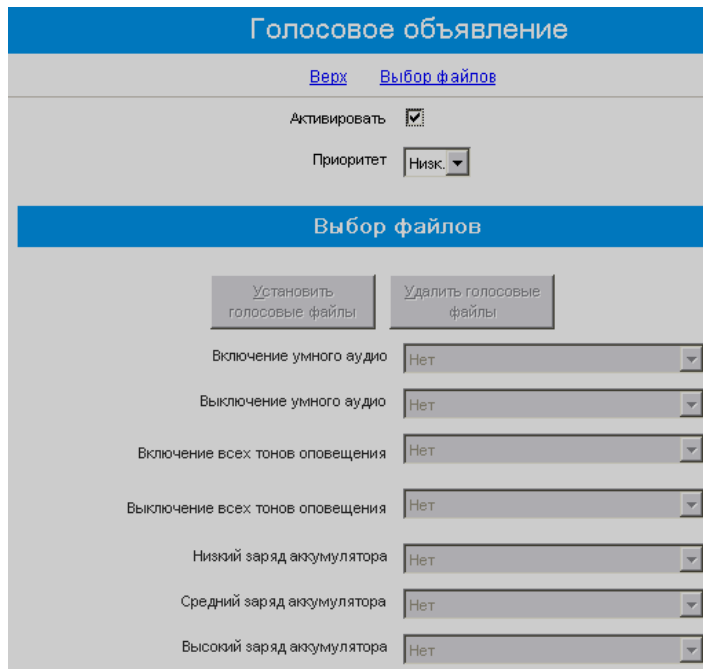 Голосовое объявление
Верх Выбор файлов
Активировать
Приоритет Низк.
Выбор файлов
Установить голосовые файлы
Удалить голосовые файлы
Включение умного аудио Нет
Выключение умного аудио Нет
Включение всех тонов оповещения Нет
Выключение всех тонов оповещения Нет
Низкий заряд аккумулятора Нет
Средний заряд аккумулятора Нет
Высокий заряд аккумулятора Нет